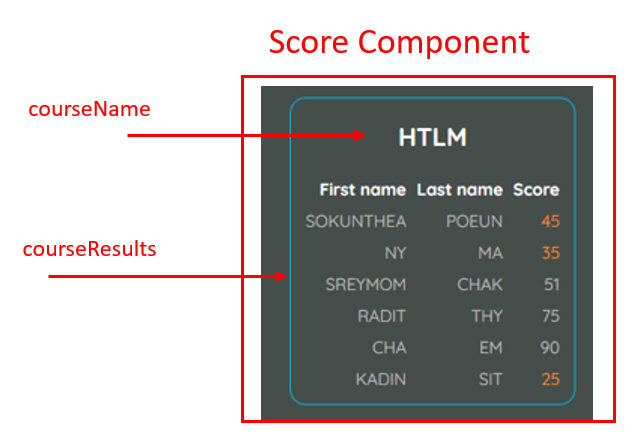 Score Component
courseName
HTLM
First name Last name Score
SOKUNTHEA POEUN 45
NY MA 35
courseResults
SREYMOM CHAK 51
RADIT THY 75
CHA EM 90
KADIN SIT 25